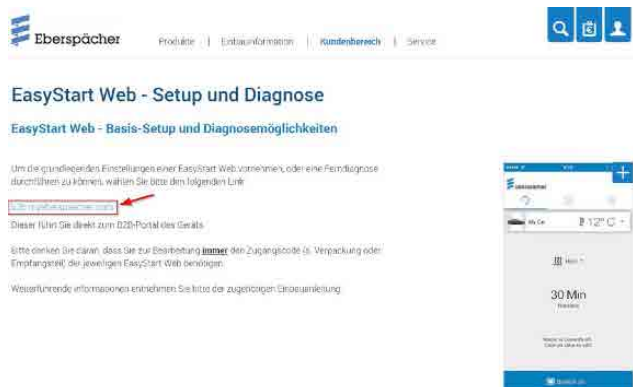 Eberspächer
Produkte | Einbauinformation | Kundenbereich | Service
EasyStart Web - Setup und Diagnose
EasyStart Web - Basis-Setup und Diagnosemöglichkeiten
Um die grundlegenden Einstellungen einer EasyStart Web vornehmen, oder eine Ferndiagnose
durchführen zu können, wählen Sie bitte den folgenden Link
b2b.myeberspaecher.com
Dieser führt Sie direkt zum B2B-Portal des Geräts
Bitte denken Sie daran, dass Sie zur Bearbeitung immer den Zugangscode (s. Verpackung oder
Empfangsteil) der jeweiligen EasyStart Web benötigen.
Weiterführende Informationen entnehmen Sie bitte der zugehörigen Einbauanleitung
Eberspächer
My Car
12° C
30 Min